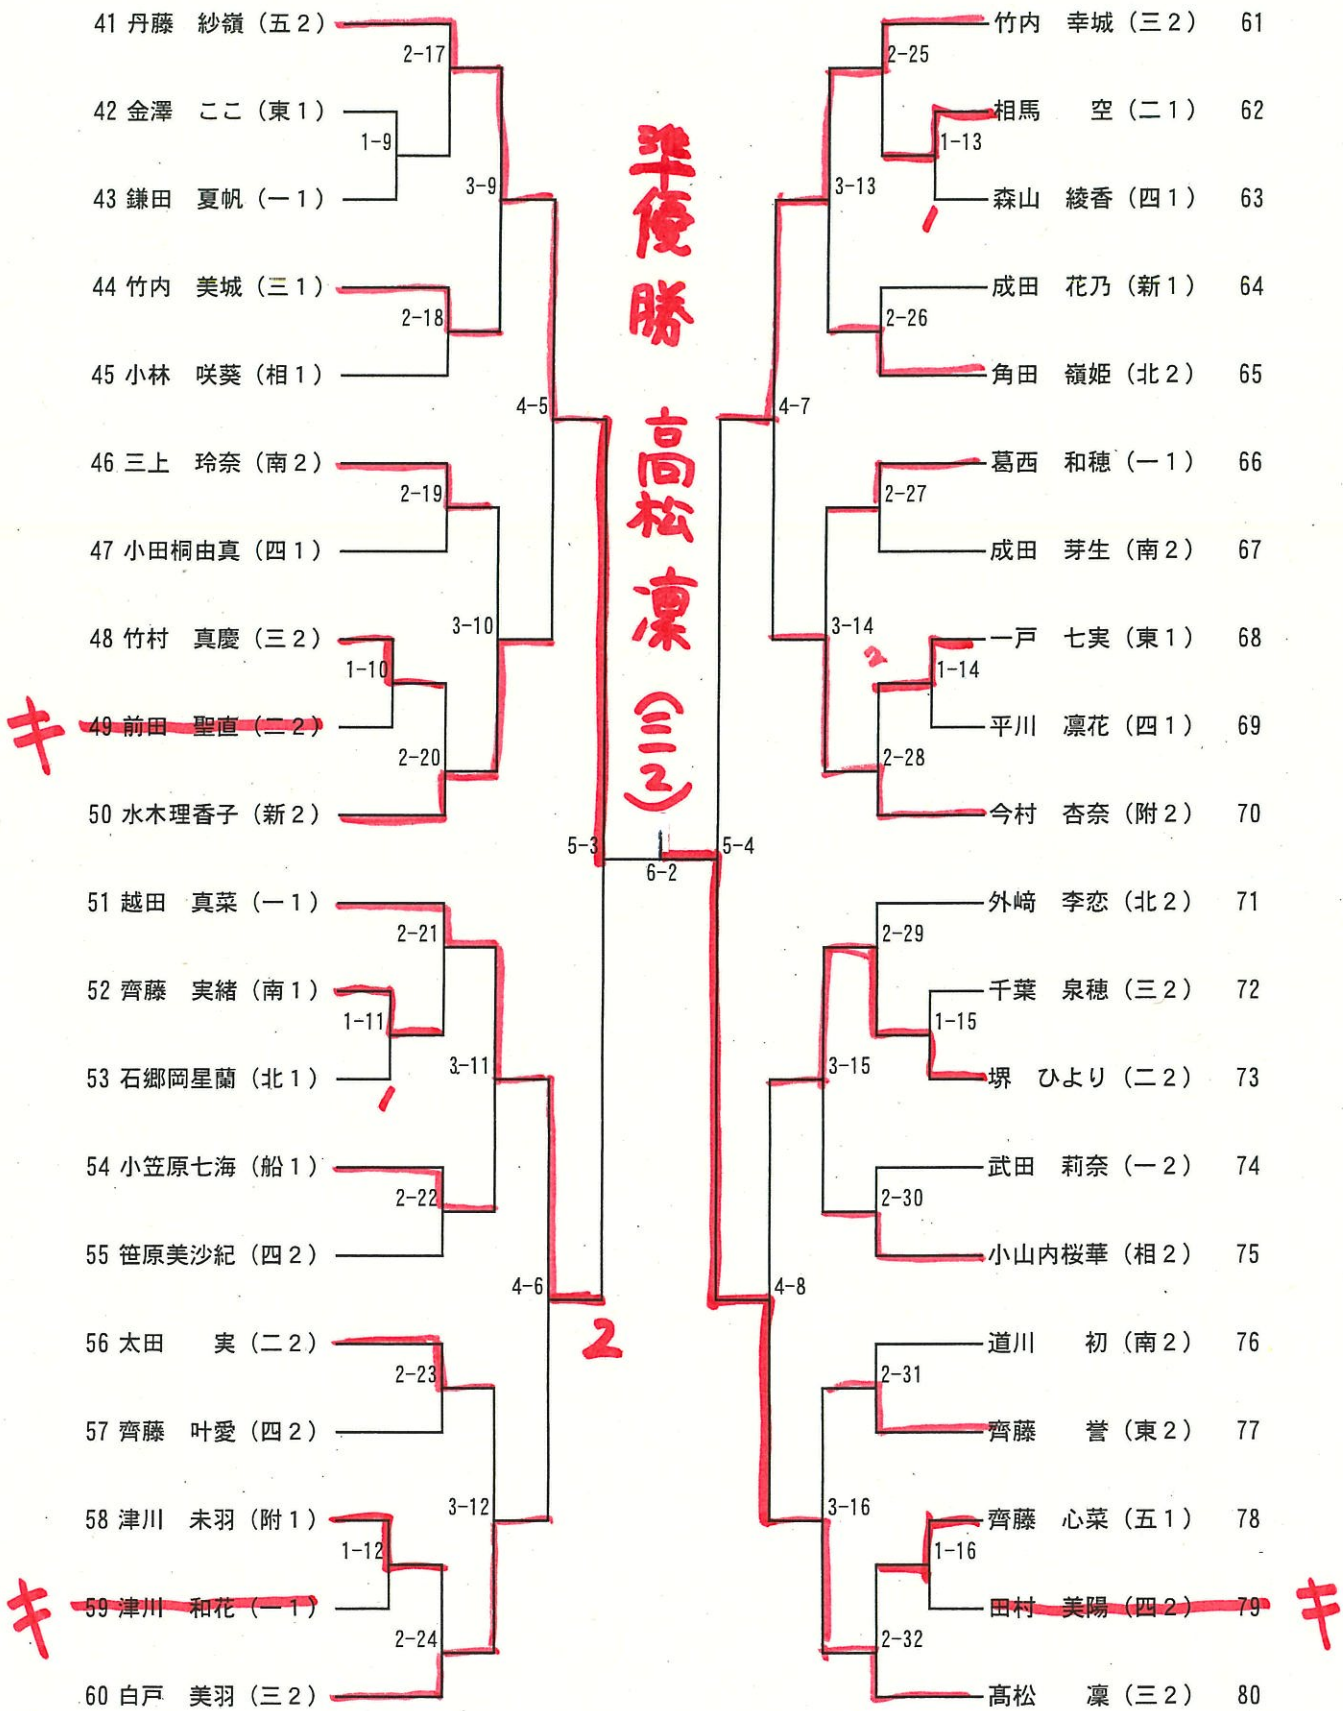 41 丹藤　紗嶺（五2）
2-17
42 金澤　ここ（東1）
1-9
43 鎌田　夏帆（一1）
3-9
44 竹内　美城（三1）
2-18
45 小林　咲葵（相1）
4-5
46 三上　玲奈（南2）
2-19
47 小田桐由真（四1）
3-10
48 竹村　真慶（三2）
1-10
キ 49 前田　聖直（二2）
2-20
50 水木理香子（新2）
5-3
51 越田　真菜（一1）
2-21
52 齊藤　実緒（南1）
1-11
53 石郷岡星蘭（北1）
3-11
54 小笠原七海（船1）
2-22
55 笹原美沙紀（四2）
4-6
2
56 太田　　実（二2）
2-23
57 齊藤　叶愛（四2）
3-12
58 津川　未羽（附1）
1-12
キ 59 津川　和花（一1）
2-24
60 白戸　美羽（三2）
準優勝　高松　凜（三2）
6-2
竹内　幸城（三2）　61
2-25
相馬　　空（二1）　62
1-13
森山　綾香（四1）　63
3-13
成田　花乃（新1）　64
2-26
角田　嶺姫（北2）　65
4-7
葛西　和穂（一1）　66
2-27
成田　芽生（南2）　67
3-14
一戸　七実（東1）　68
1-14
平川　凛花（四1）　69
2-28
今村　杏奈（附2）　70
5-4
外﨑　李恋（北2）　71
2-29
千葉　泉穂（三2）　72
1-15
堺　ひより（二2）　73
3-15
武田　莉奈（一2）　74
2-30
小山内桜華（相2）　75
4-8
道川　　初（南2）　76
2-31
齊藤　　誉（東2）　77
3-16
齊藤　心菜（五1）　78
1-16
田村　美陽（四2）　79 キ
2-32
髙松　　凜（三2）　80